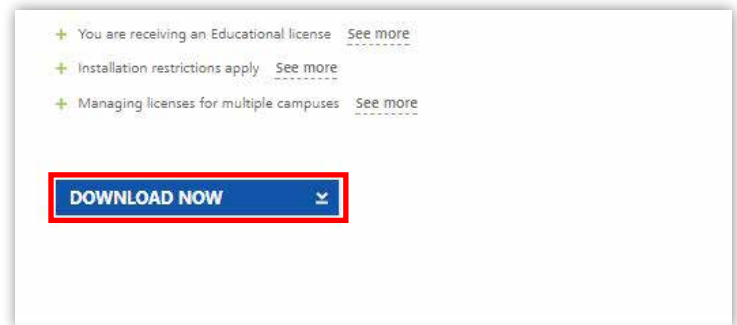 + You are receiving an Educational license See more
+ Installation restrictions apply See more
+ Managing licenses for multiple campuses See more
DOWNLOAD NOW